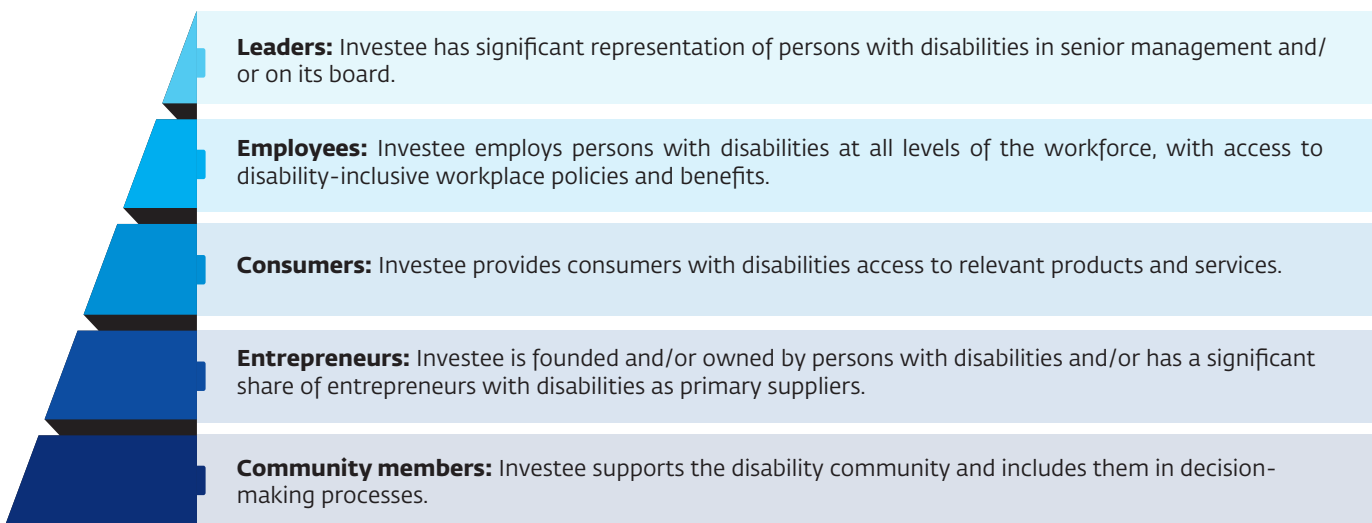 Leaders: Investee has significant representation of persons with disabilities in senior management and/
or on its board.
Employees: Investee employs persons with disabilities at all levels of the workforce, with access to
disability-inclusive workplace policies and benefits.
Consumers: Investee provides consumers with disabilities access to relevant products and services.
Entrepreneurs: Investee is founded and/or owned by persons with disabilities and/or has a significant
share of entrepreneurs with disabilities as primary suppliers.
Community members: Investee supports the disability community and includes them in decision-
making processes.